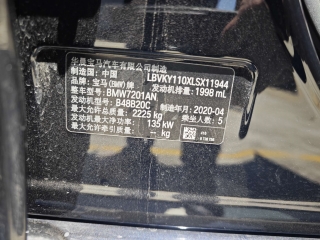 华晨宝马汽车有限公司制造
制造国: 中国 LBVKY110XLSX11944
品牌: 宝马(BMW)牌 发动机排量: 1998 mL
整车型号: BMW7201AN
发动机型号: B48B20C 制造年月: 2020-04
最大允许总质量: 2225 kg 乘坐人数: 5
发动机最大净功率: 135 kW
最大允许牵引质量: — kg